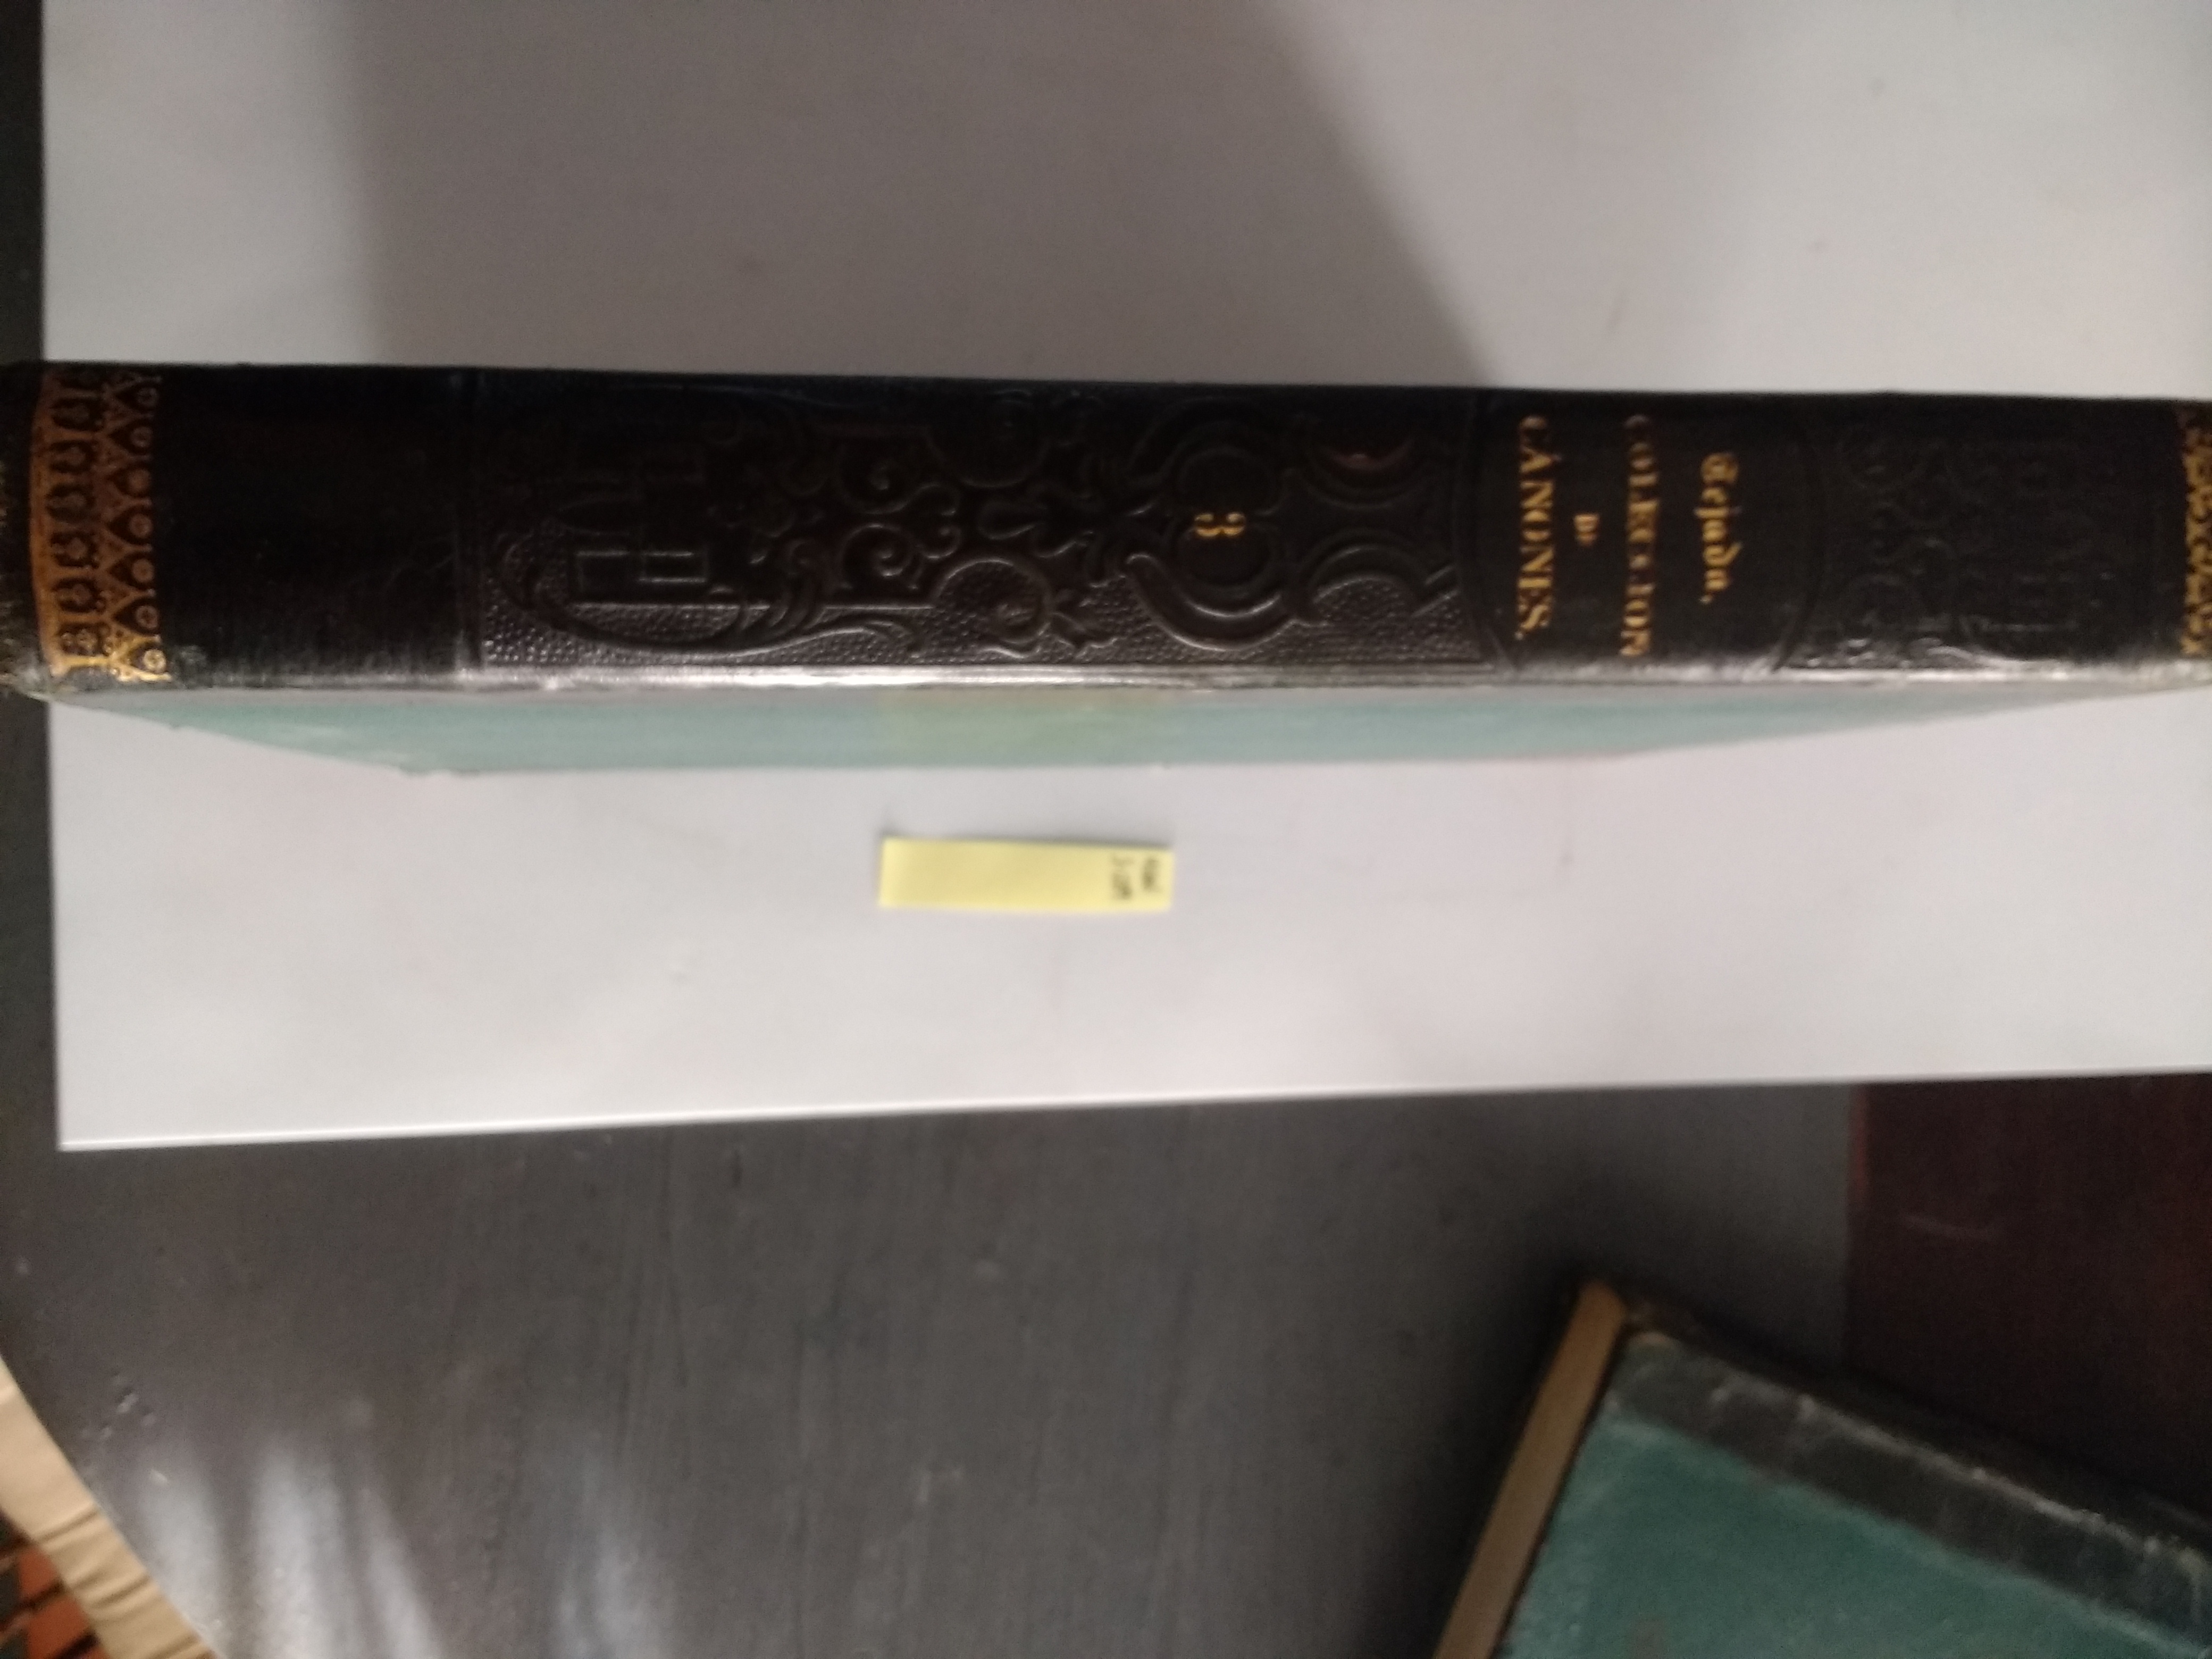 Tejada.
COLECCION
DE
CÁNONES.
3